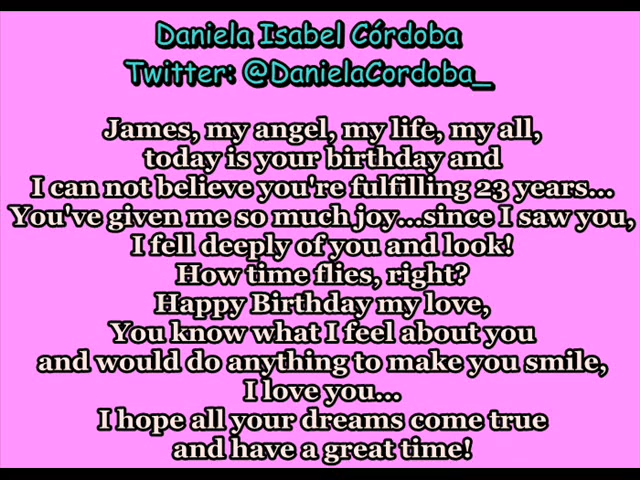 Daniela Isabel Córdoba
Twitter: @DanielaCordoba_
James, my angel, my life, my all,
today is your birthday and
I can not believe you're fulfilling 23 years...
You've given me so much joy...since I saw you,
I fell deeply of you and look!
How time flies, right?
Happy Birthday my love,
You know what I feel about you
and would do anything to make you smile,
I love you...
I hope all your dreams come true
and have a great time!